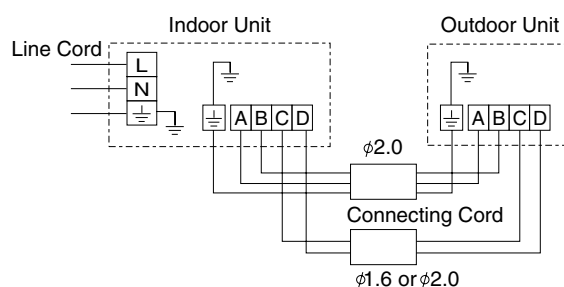 Indoor Unit
Outdoor Unit
Line Cord
L
N
A B C D
A B C D
ϕ2.0
Connecting Cord
ϕ1.6 or ϕ2.0